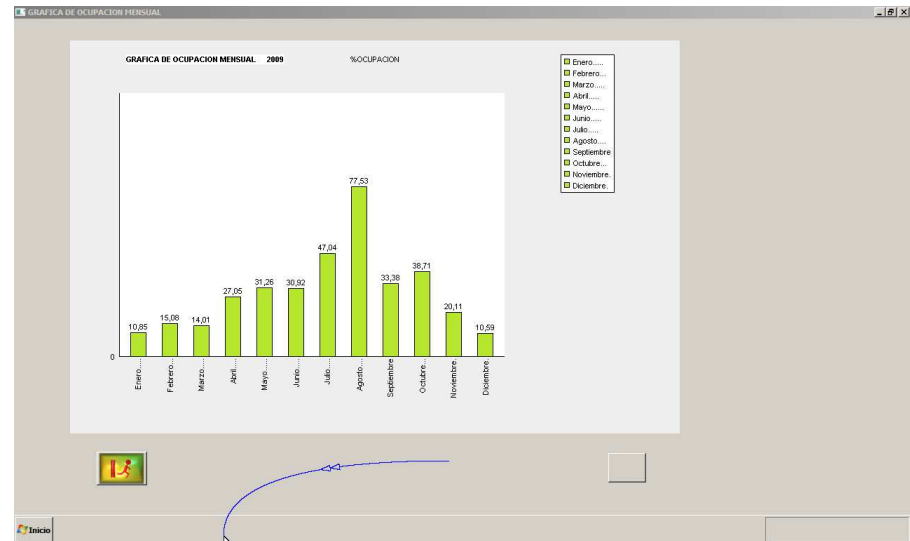 GRAFICA DE OCUPACION MENSUAL
GRAFICA DE OCUPACION MENSUAL 2009 %OCUPACION
Enero.....
Febrero...
Marzo.....
Abril.....
Mayo......
Junio.....
Julio.....
Agosto....
Septiembre
Octubre...
Noviembre.
Diciembre.
77,53
47,04
38,71
33,38
31,26
30,92
27,05
20,11
15,08
14,01
10,85
10,59
0
Enero.....
Febrero...
Marzo.....
Abril.....
Mayo......
Junio.....
Julio.....
Agosto....
Septiembre
Octubre...
Noviembre.
Diciembre.
Inicio